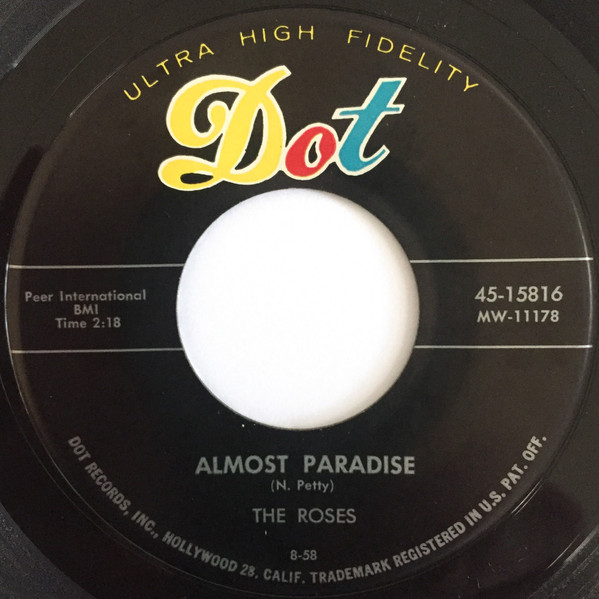 ULTRA HIGH FIDELITY
Dot
Peer International
BMI
Time 2:18
45-15816
MW-11178
ALMOST PARADISE
(N. Petty)
THE ROSES
8-58
DOT RECORDS, INC., HOLLYWOOD 28, CALIF. TRADEMARK REGISTERED IN U.S. PAT. OFF.